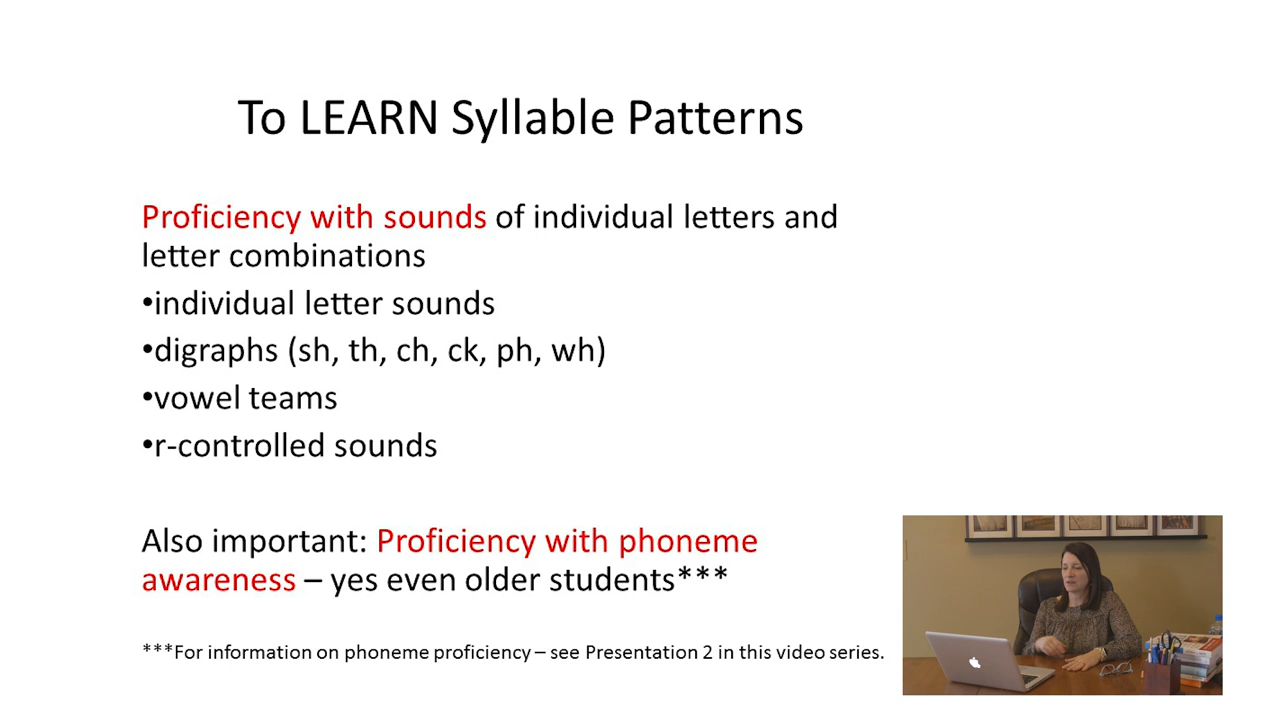 To LEARN Syllable Patterns
Proficiency with sounds of individual letters and
letter combinations
•individual letter sounds
•digraphs (sh, th, ch, ck, ph, wh)
•vowel teams
•r-controlled sounds
Also important: Proficiency with phoneme
awareness – yes even older students***
***For information on phoneme proficiency – see Presentation 2 in this video series.